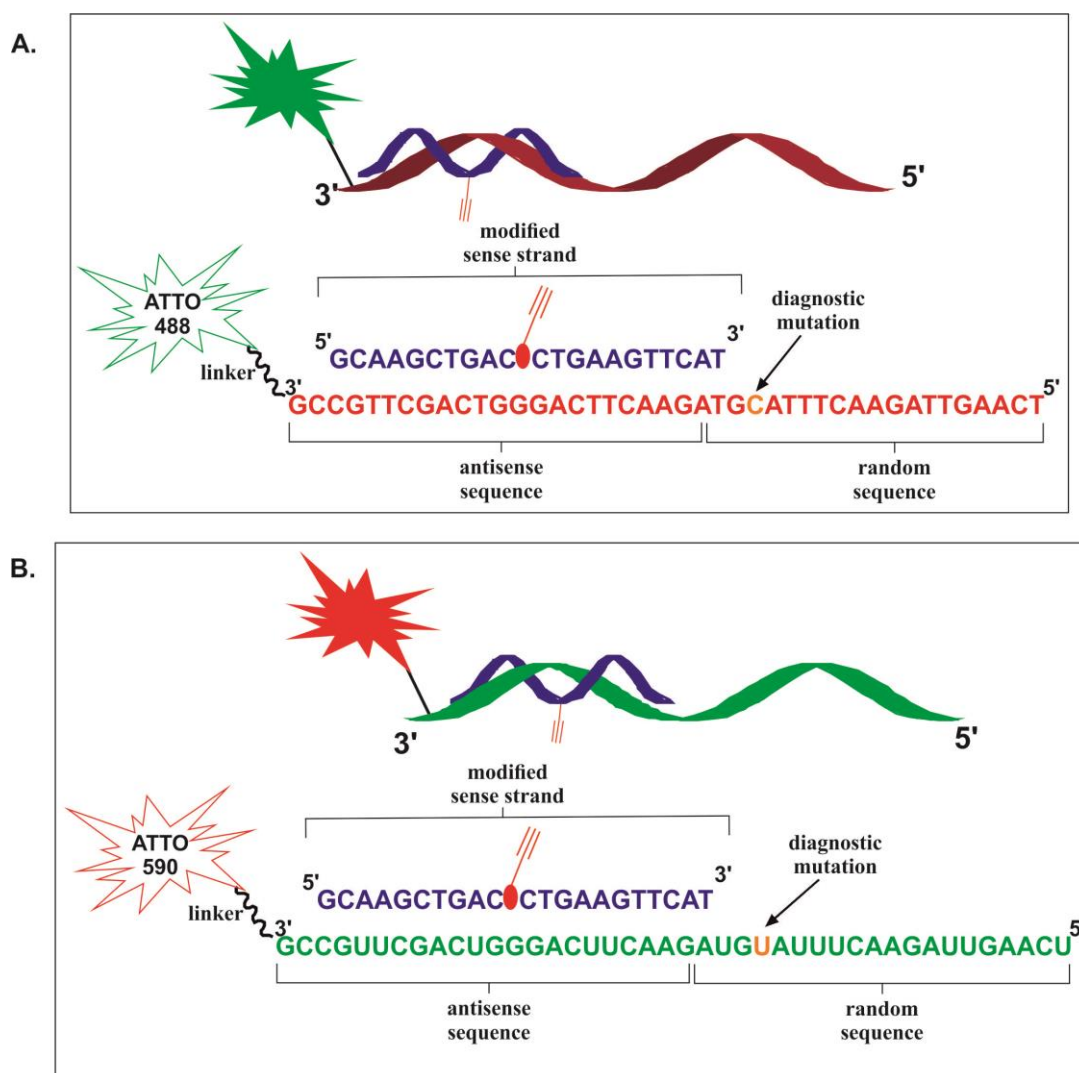 A.
3'
5'
modified
sense strand
ATTO
488
linker
diagnostic
mutation
5'
3'
GCAAGCTGAC CTGAAGTTCAT
3'
5'
GCCGTTCGACTGGGACTTCAAGATGCATTTCAAGATTGAACT
antisense
sequence
random
sequence
B.
3'
5'
modified
sense strand
ATTO
590
linker
diagnostic
mutation
5'
3'
GCAAGCTGAC CTGAAGTTCAT
3'
5'
GCCGUUCGACUGGGACUUCAAGAUGUAUUUCAAGAUUGAACU
antisense
sequence
random
sequence